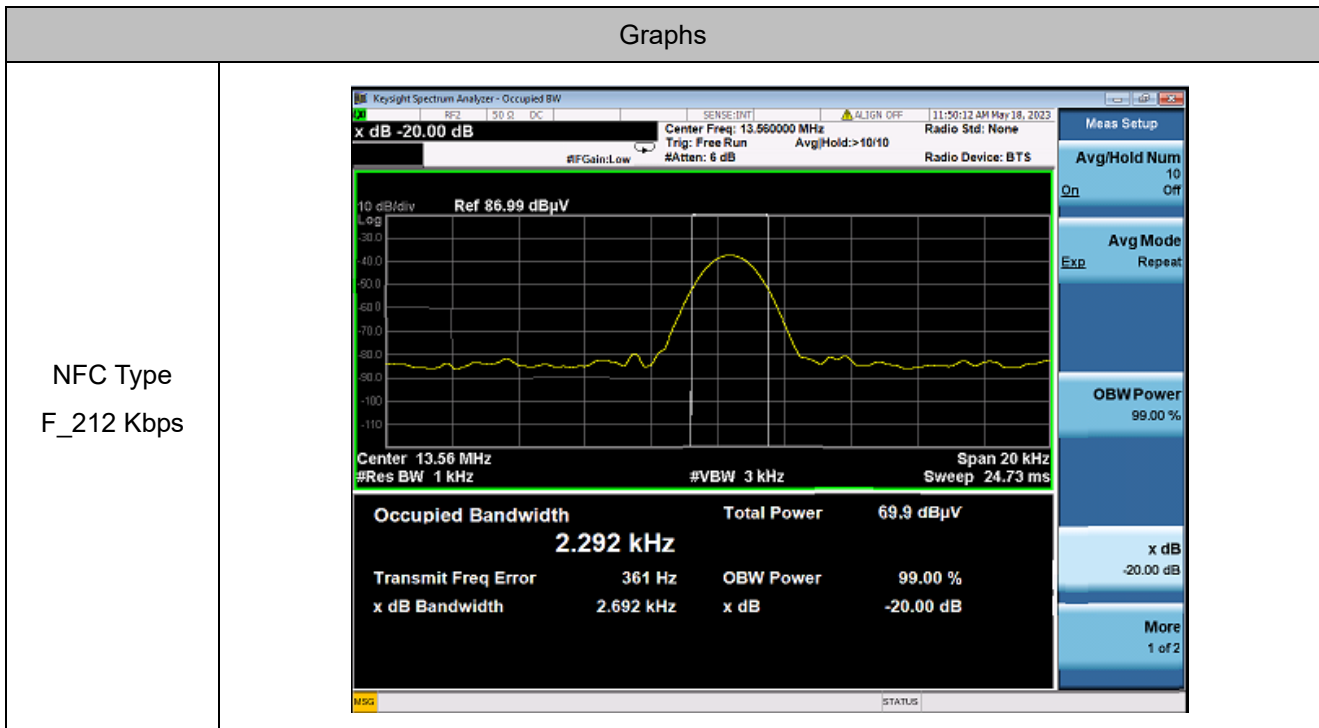 Graphs
NFC Type
F_212 Kbps
Keysight Spectrum Analyzer - Occupied BW
RF2 50 Ω DC SENSE:INT ALIGN OFF 11:50:12 AM May 18, 2023
x dB -20.00 dB
Center Freq: 13.560000 MHz Radio Std: None
Trig: Free Run Avg|Hold:>10/10
#IFGain:Low #Atten: 6 dB Radio Device: BTS
10 dB/div Ref 86.99 dBµV
Log
-30.0
-40.0
-50.0
-60.0
-70.0
-80.0
-90.0
-100
-110
Center 13.56 MHz Span 20 kHz
#Res BW 1 kHz #VBW 3 kHz Sweep 24.73 ms
Occupied Bandwidth Total Power 69.9 dBµV
2.292 kHz
Transmit Freq Error 361 Hz OBW Power 99.00 %
x dB Bandwidth 2.692 kHz x dB -20.00 dB
MSG STATUS
Meas Setup
Avg/Hold Num
10
On Off
Avg Mode
Exp Repeat
OBW Power
99.00 %
x dB
-20.00 dB
More
1 of 2